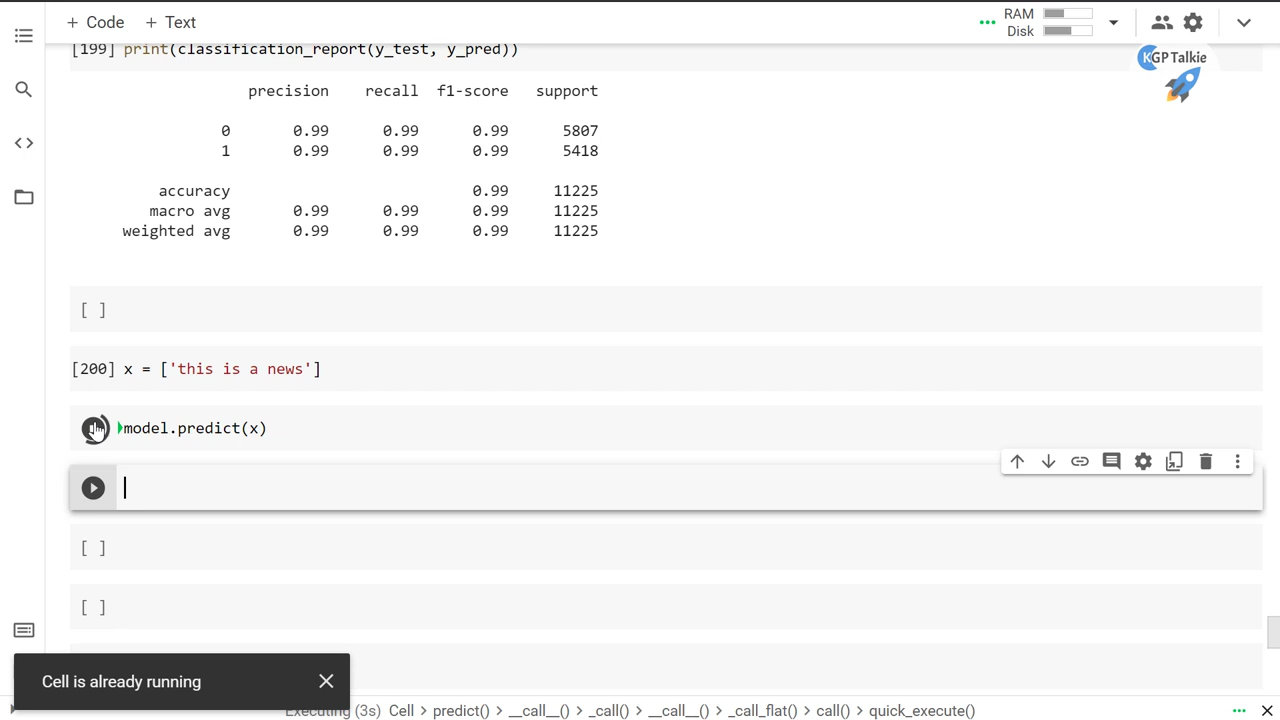 + Code + Text
RAM
Disk
KGP Talkie
[199] print(classification_report(y_test, y_pred))
precision recall f1-score support
0 0.99 0.99 0.99 5807
1 0.99 0.99 0.99 5418
accuracy 0.99 11225
macro avg 0.99 0.99 0.99 11225
weighted avg 0.99 0.99 0.99 11225
[ ]
[200] x = ['this is a news']
model.predict(x)
[ ]
[ ]
Cell is already running
Executing (3s) Cell > predict() > __call__() > _call() > __call__() > _call_flat() > call() > quick_execute()